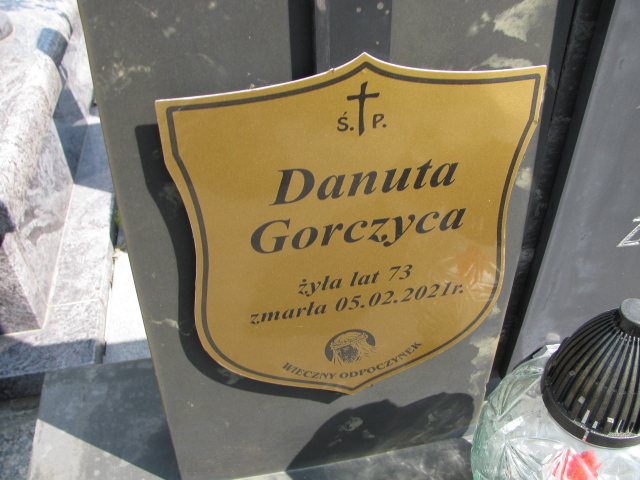 Ś. P.
Danuta
Gorczyca
żyła lat 73
zmarła 05.02.2021r.
WIECZNY ODPOCZYNEK